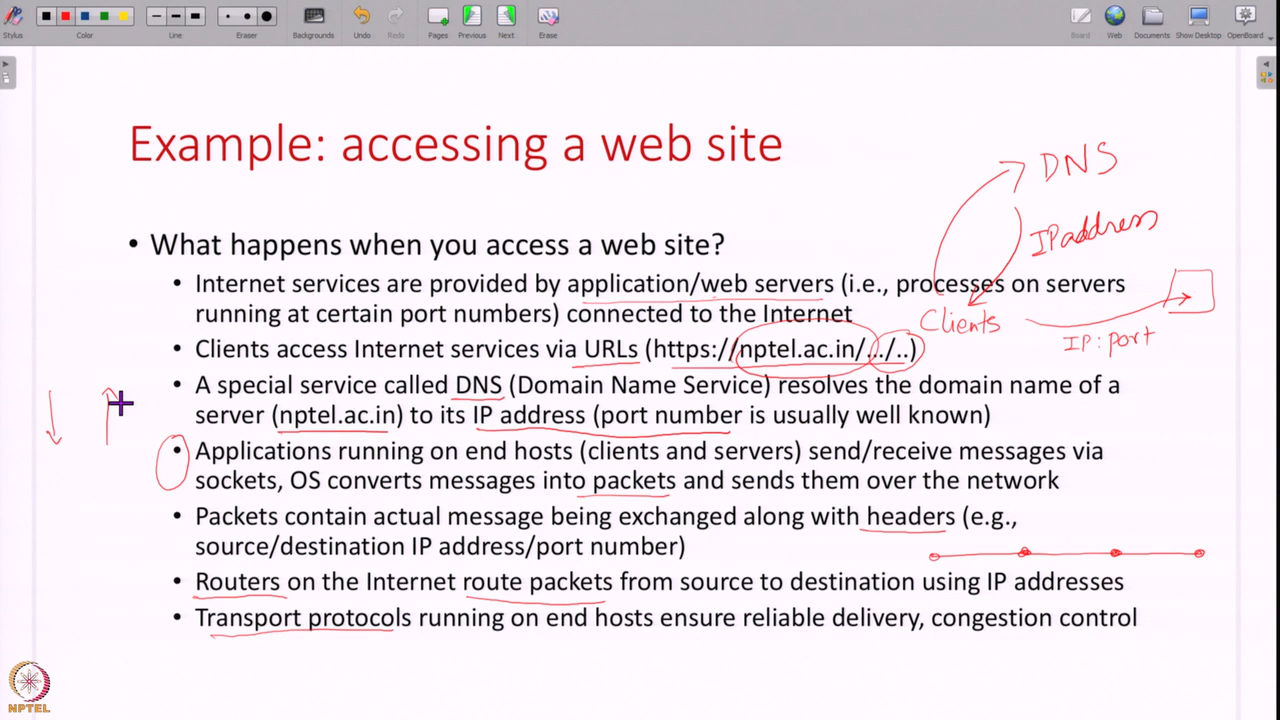 Stylus
Color
Line
Eraser
Backgrounds
Undo
Redo
Pages
Previous
Next
Erase
Board
Web
Documents
Show Desktop
OpenBoard
Example: accessing a web site
DNS
IP address
Clients
IP: port
• What happens when you access a web site?
• Internet services are provided by application/web servers (i.e., processes on servers
running at certain port numbers) connected to the Internet
• Clients access Internet services via URLs (https://nptel.ac.in/.../..)
• A special service called DNS (Domain Name Service) resolves the domain name of a
server (nptel.ac.in) to its IP address (port number is usually well known)
• Applications running on end hosts (clients and servers) send/receive messages via
sockets, OS converts messages into packets and sends them over the network
• Packets contain actual message being exchanged along with headers (e.g.,
source/destination IP address/port number)
• Routers on the Internet route packets from source to destination using IP addresses
• Transport protocols running on end hosts ensure reliable delivery, congestion control
NPTEL